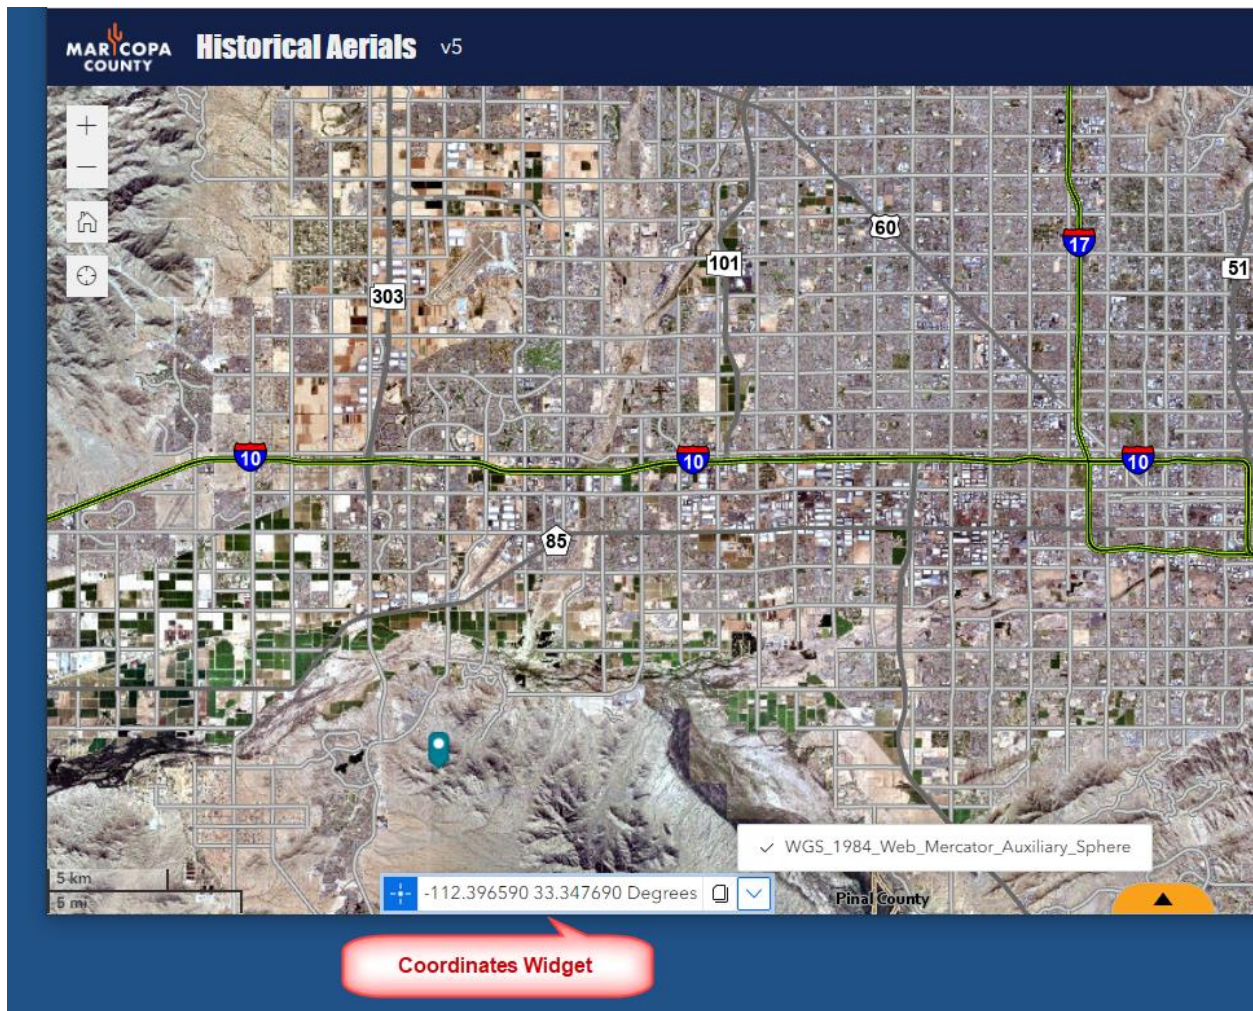 MARICOPA
COUNTY
Historical Aerials v5
60
17
101
51
303
10
10
10
85
WGS_1984_Web_Mercator_Auxiliary_Sphere
5 km
5 mi
-112.396590 33.347690 Degrees
Pinal County
Coordinates Widget